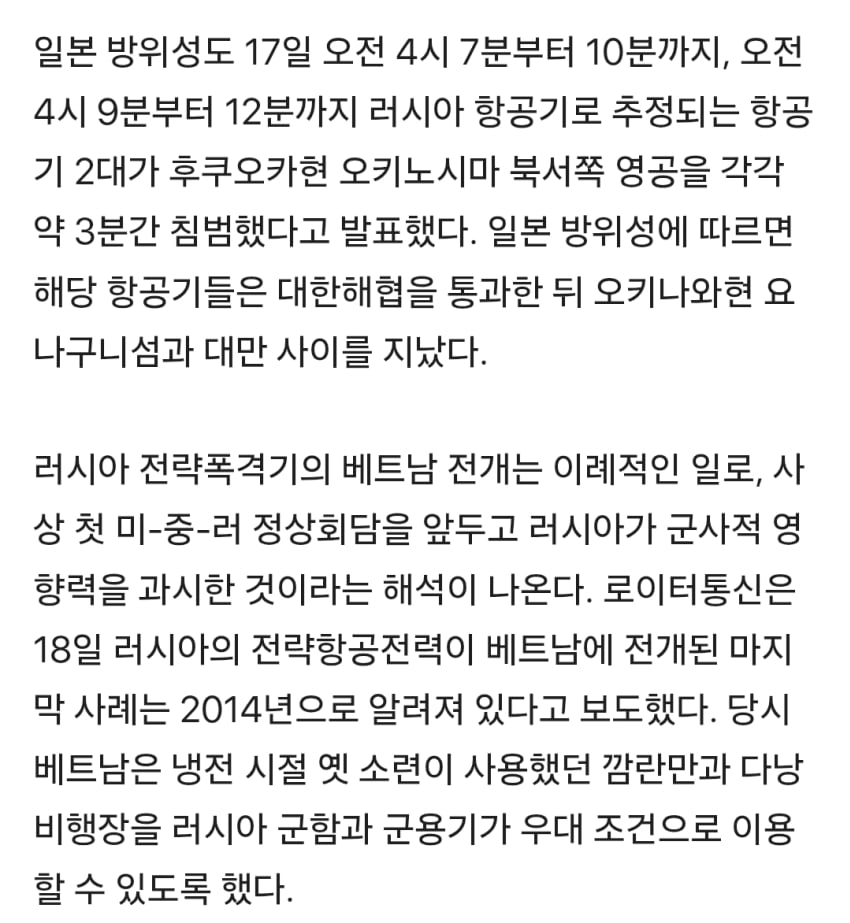 일본 방위성도 17일 오전 4시 7분부터 10분까지, 오전
4시 9분부터 12분까지 러시아 항공기로 추정되는 항공
기 2대가 후쿠오카현 오키노시마 북서쪽 영공을 각각
약 3분간 침범했다고 발표했다. 일본 방위성에 따르면
해당 항공기들은 대한해협을 통과한 뒤 오키나와현 요
나구니섬과 대만 사이를 지났다.
러시아 전략폭격기의 베트남 전개는 이례적인 일로, 사
상 첫 미-중-러 정상회담을 앞두고 러시아가 군사적 영
향력을 과시한 것이라는 해석이 나온다. 로이터통신은
18일 러시아의 전략항공전력이 베트남에 전개된 마지
막 사례는 2014년으로 알려져 있다고 보도했다. 당시
베트남은 냉전 시절 옛 소련이 사용했던 깜란만과 다낭
비행장을 러시아 군함과 군용기가 우대 조건으로 이용
할 수 있도록 했다.